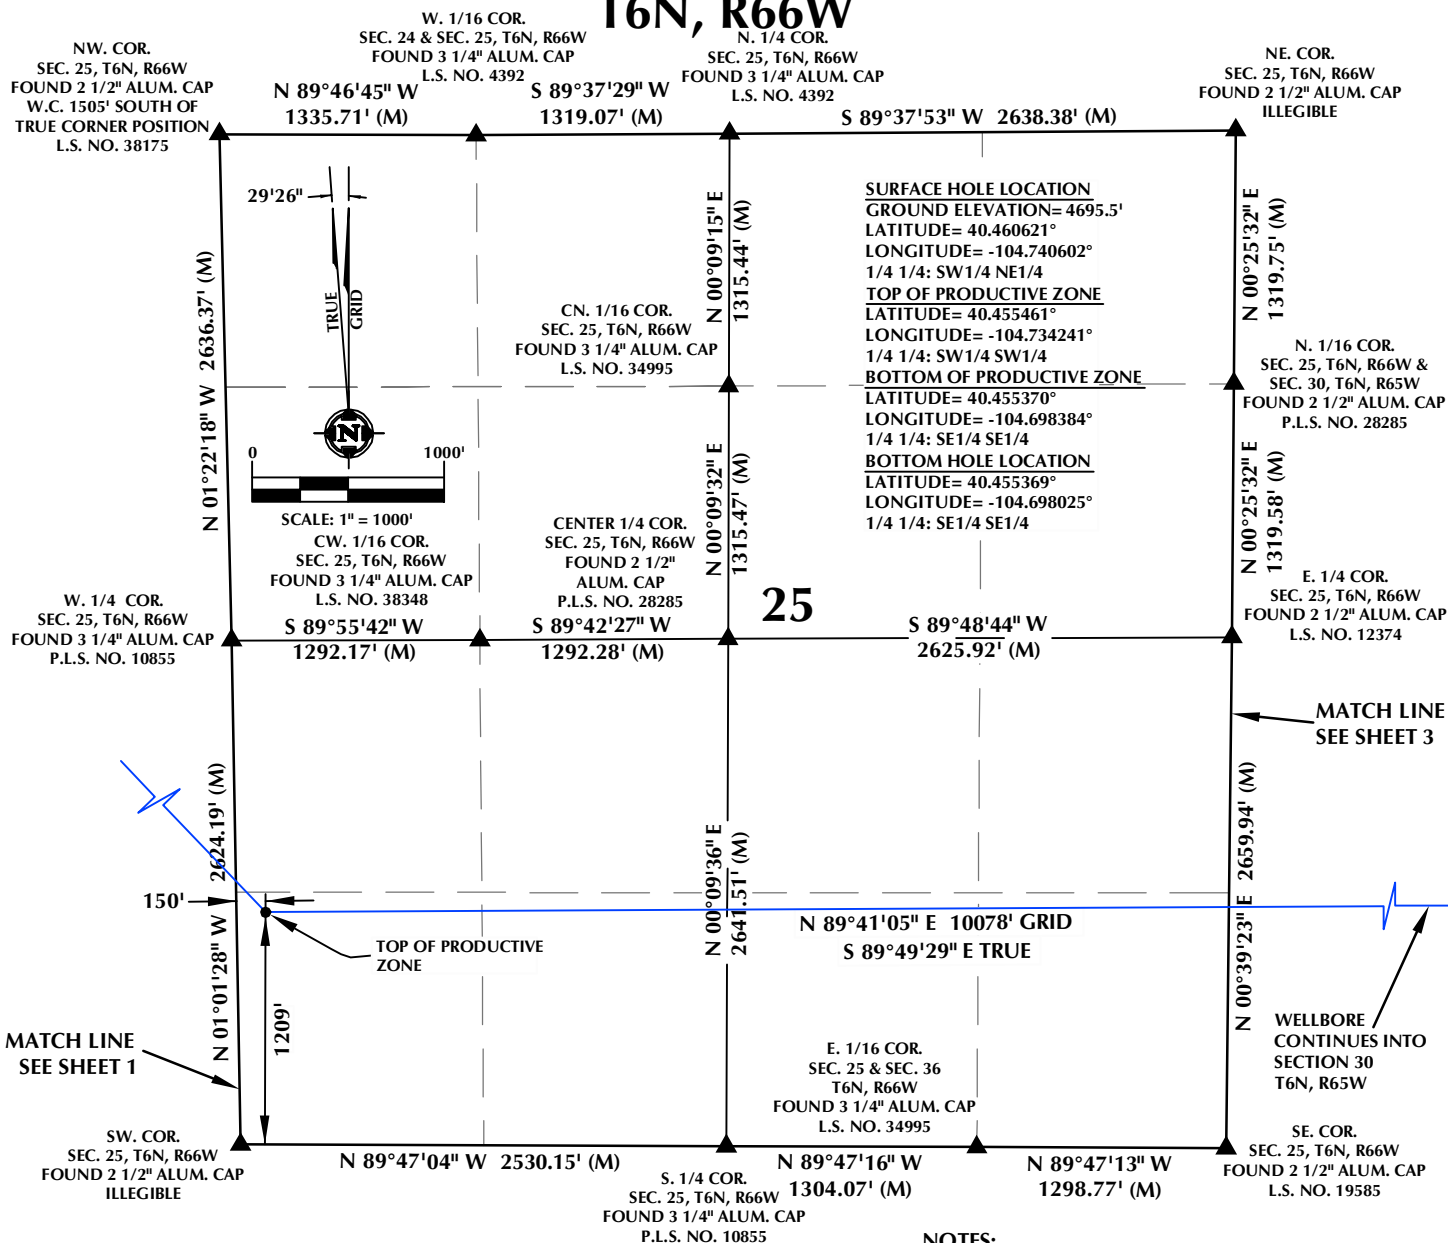 T6N, R66W
W. 1/16 COR.
SEC. 24 & SEC. 25, T6N, R66W
FOUND 3 1/4" ALUM. CAP
L.S. NO. 4392
N. 1/4 COR.
SEC. 25, T6N, R66W
FOUND 3 1/4" ALUM. CAP
L.S. NO. 4392
NW. COR.
SEC. 25, T6N, R66W
FOUND 2 1/2" ALUM. CAP
W.C. 1505' SOUTH OF
TRUE CORNER POSITION
L.S. NO. 38175
NE. COR.
SEC. 25, T6N, R66W
FOUND 2 1/2" ALUM. CAP
ILLEGIBLE
N 89°46'45" W
1335.71' (M)
S 89°37'29" W
1319.07' (M)
S 89°37'53" W 2638.38' (M)
29'26"
TRUE
GRID
N
0
1000'
SCALE: 1" = 1000'
SURFACE HOLE LOCATION
GROUND ELEVATION= 4695.5'
LATITUDE= 40.460621°
LONGITUDE= -104.740602°
1/4 1/4: SW1/4 NE1/4
TOP OF PRODUCTIVE ZONE
LATITUDE= 40.455461°
LONGITUDE= -104.734241°
1/4 1/4: SW1/4 SW1/4
BOTTOM OF PRODUCTIVE ZONE
LATITUDE= 40.455370°
LONGITUDE= -104.698384°
1/4 1/4: SE1/4 SE1/4
BOTTOM HOLE LOCATION
LATITUDE= 40.455369°
LONGITUDE= -104.698025°
1/4 1/4: SE1/4 SE1/4
N 01°22'18" W 2636.37' (M)
N 00°09'15" E
1315.44' (M)
N 00°25'32" E
1319.75' (M)
CN. 1/16 COR.
SEC. 25, T6N, R66W
FOUND 3 1/4" ALUM. CAP
L.S. NO. 34995
N. 1/16 COR.
SEC. 25, T6N, R66W &
SEC. 30, T6N, R65W
FOUND 2 1/2" ALUM. CAP
P.L.S. NO. 28285
N 00°09'32" E
1315.47' (M)
N 00°25'32" E
1319.58' (M)
CW. 1/16 COR.
SEC. 25, T6N, R66W
FOUND 3 1/4" ALUM. CAP
L.S. NO. 38348
CENTER 1/4 COR.
SEC. 25, T6N, R66W
FOUND 2 1/2"
ALUM. CAP
P.L.S. NO. 28285
25
W. 1/4 COR.
SEC. 25, T6N, R66W
FOUND 3 1/4" ALUM. CAP
P.L.S. NO. 10855
E. 1/4 COR.
SEC. 25, T6N, R66W
FOUND 2 1/2" ALUM. CAP
L.S. NO. 12374
S 89°55'42" W
1292.17' (M)
S 89°42'27" W
1292.28' (M)
S 89°48'44" W
2625.92' (M)
MATCH LINE
SEE SHEET 3
N 01°01'28" W 2624.19' (M)
N 00°09'36" E
2641.51' (M)
N 00°39'23" E 2659.94' (M)
150'
1209'
TOP OF PRODUCTIVE
ZONE
N 89°41'05" E 10078' GRID
S 89°49'29" E TRUE
WELLBORE
CONTINUES INTO
SECTION 30
T6N, R65W
MATCH LINE
SEE SHEET 1
E. 1/16 COR.
SEC. 25 & SEC. 36
T6N, R66W
FOUND 3 1/4" ALUM. CAP
L.S. NO. 34995
SW. COR.
SEC. 25, T6N, R66W
FOUND 2 1/2" ALUM. CAP
ILLEGIBLE
N 89°47'04" W 2530.15' (M)
S. 1/4 COR.
SEC. 25, T6N, R66W
FOUND 3 1/4" ALUM. CAP
P.L.S. NO. 10855
N 89°47'16" W
1304.07' (M)
N 89°47'13" W
1298.77' (M)
SE. COR.
SEC. 25, T6N, R66W
FOUND 2 1/2" ALUM. CAP
L.S. NO. 19585
NOTES: